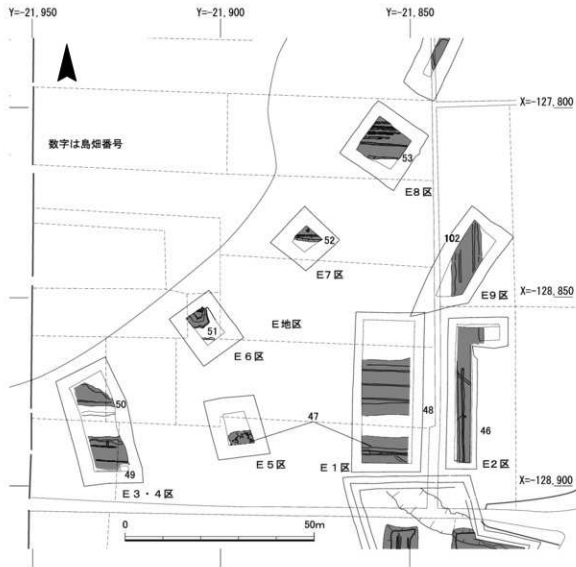 Y=-21,950
Y=-21,900
Y=-21,850
X=-127,800
数字は島畑番号
53
E8区
102
52
E7区
E9区
X=-128,850
51
E地区
E6区
50
47
48
46
49
E5区
E1区
E2区
X=-128,900
E3・4区
0
50m